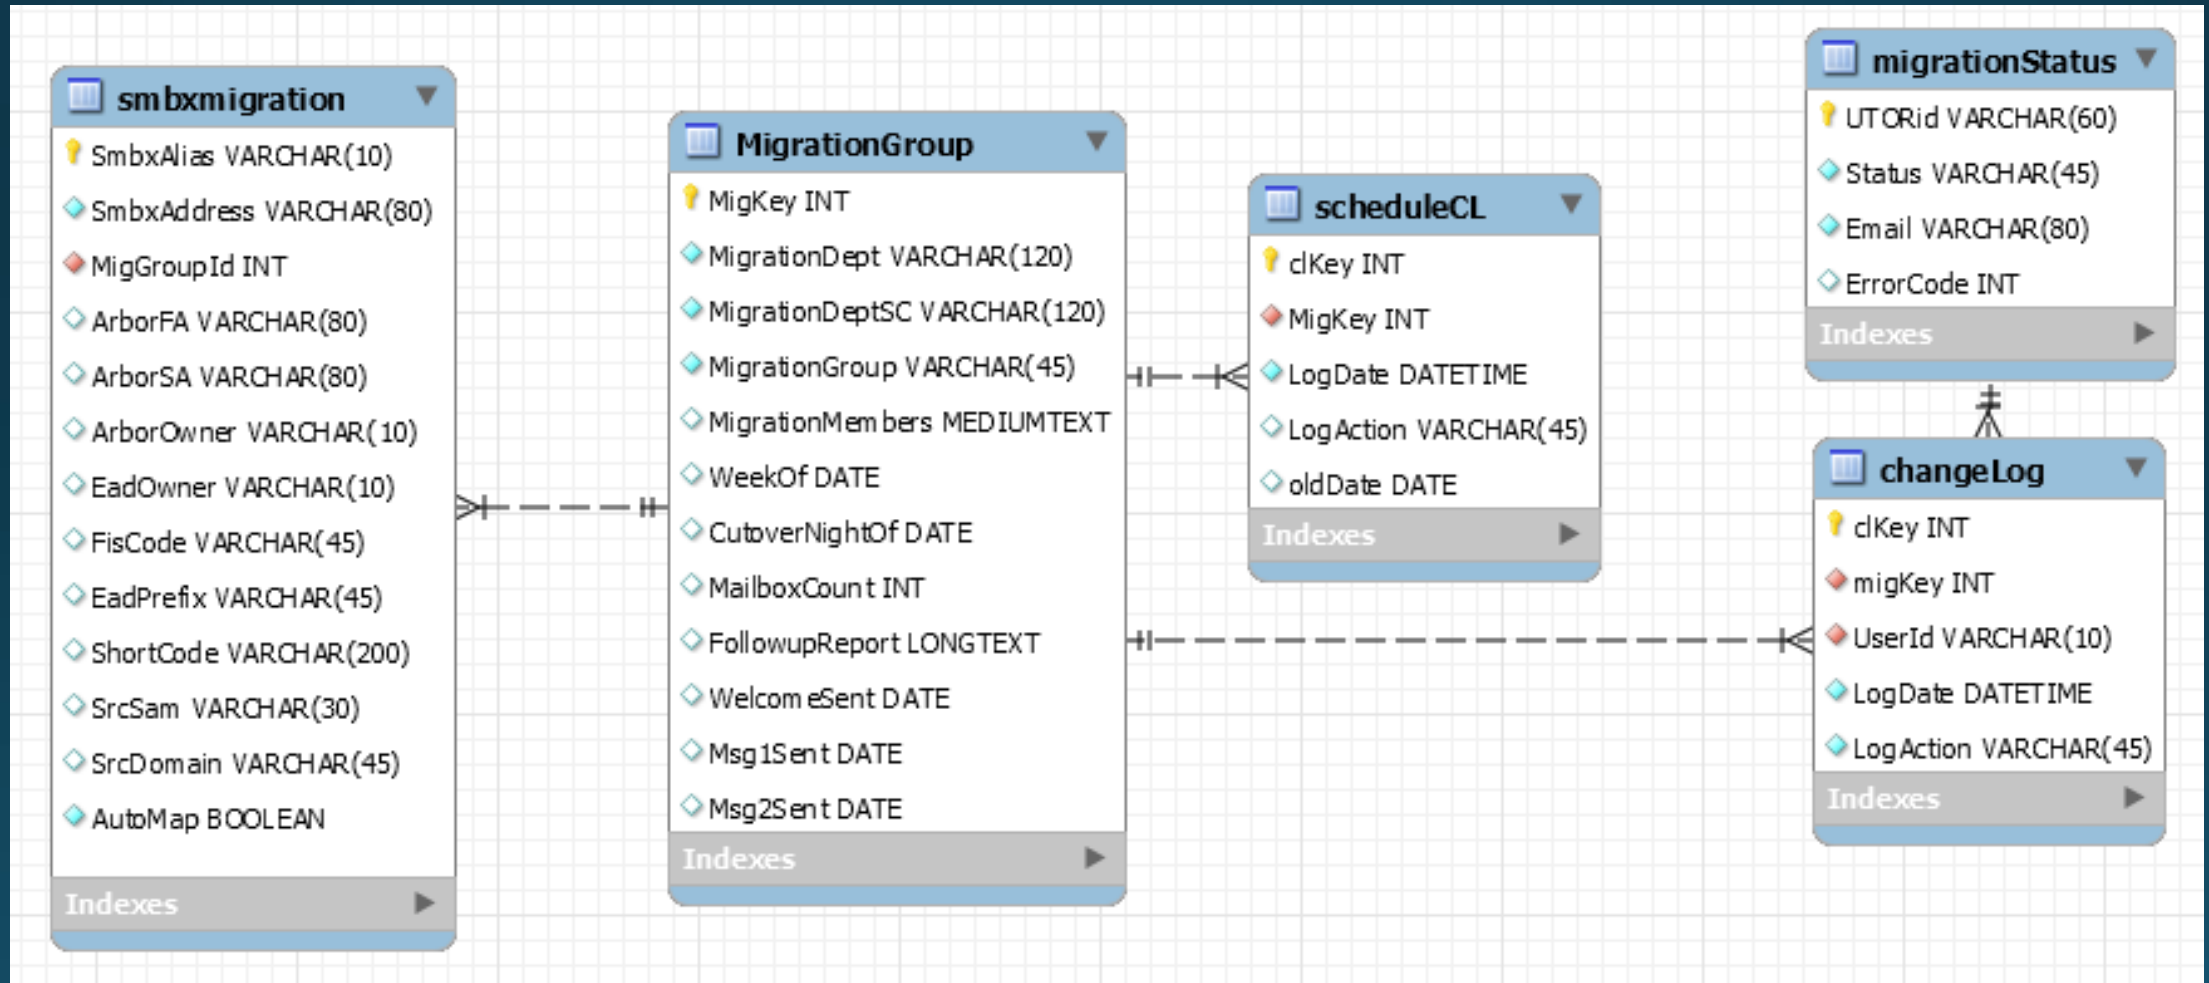 smbxmigration
SmbxAlias VARCHAR(10)
SmbxAddress VARCHAR(80)
MigGroupId INT
ArborFA VARCHAR(80)
ArborSA VARCHAR(80)
ArborOwner VARCHAR(10)
EadOwner VARCHAR(10)
FisCode VARCHAR(45)
EadPrefix VARCHAR(45)
ShortCode VARCHAR(200)
SrcSam VARCHAR(30)
SrcDomain VARCHAR(45)
AutoMap BOOLEAN
Indexes
MigrationGroup
MigKey INT
MigrationDept VARCHAR(120)
MigrationDeptSC VARCHAR(120)
MigrationGroup VARCHAR(45)
MigrationMembers MEDIUMTEXT
WeekOf DATE
CutoverNightOf DATE
MailboxCount INT
FollowupReport LONGTEXT
WelcomeSent DATE
Msg1Sent DATE
Msg2Sent DATE
Indexes
scheduleCL
clKey INT
MigKey INT
LogDate DATETIME
LogAction VARCHAR(45)
oldDate DATE
Indexes
migrationStatus
UTORid VARCHAR(60)
Status VARCHAR(45)
Email VARCHAR(80)
ErrorCode INT
Indexes
changeLog
clKey INT
migKey INT
UserId VARCHAR(10)
LogDate DATETIME
LogAction VARCHAR(45)
Indexes